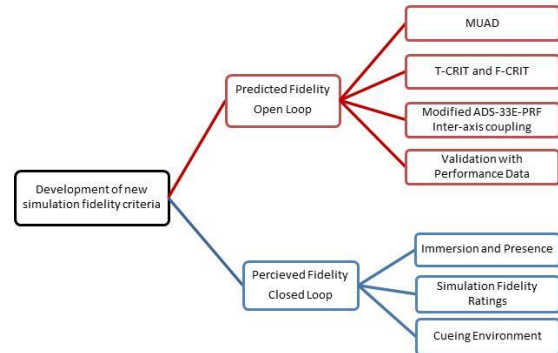 Development of new
simulation fidelity criteria
Predicted Fidelity
Open Loop
MUAD
T-CRIT and F-CRIT
Modified ADS-33E-PRF
Inter-axis coupling
Validation with
Performance Data
Percieved Fidelity
Closed Loop
Immersion and Presence
Simulation Fidelity
Ratings
Cueing Environment